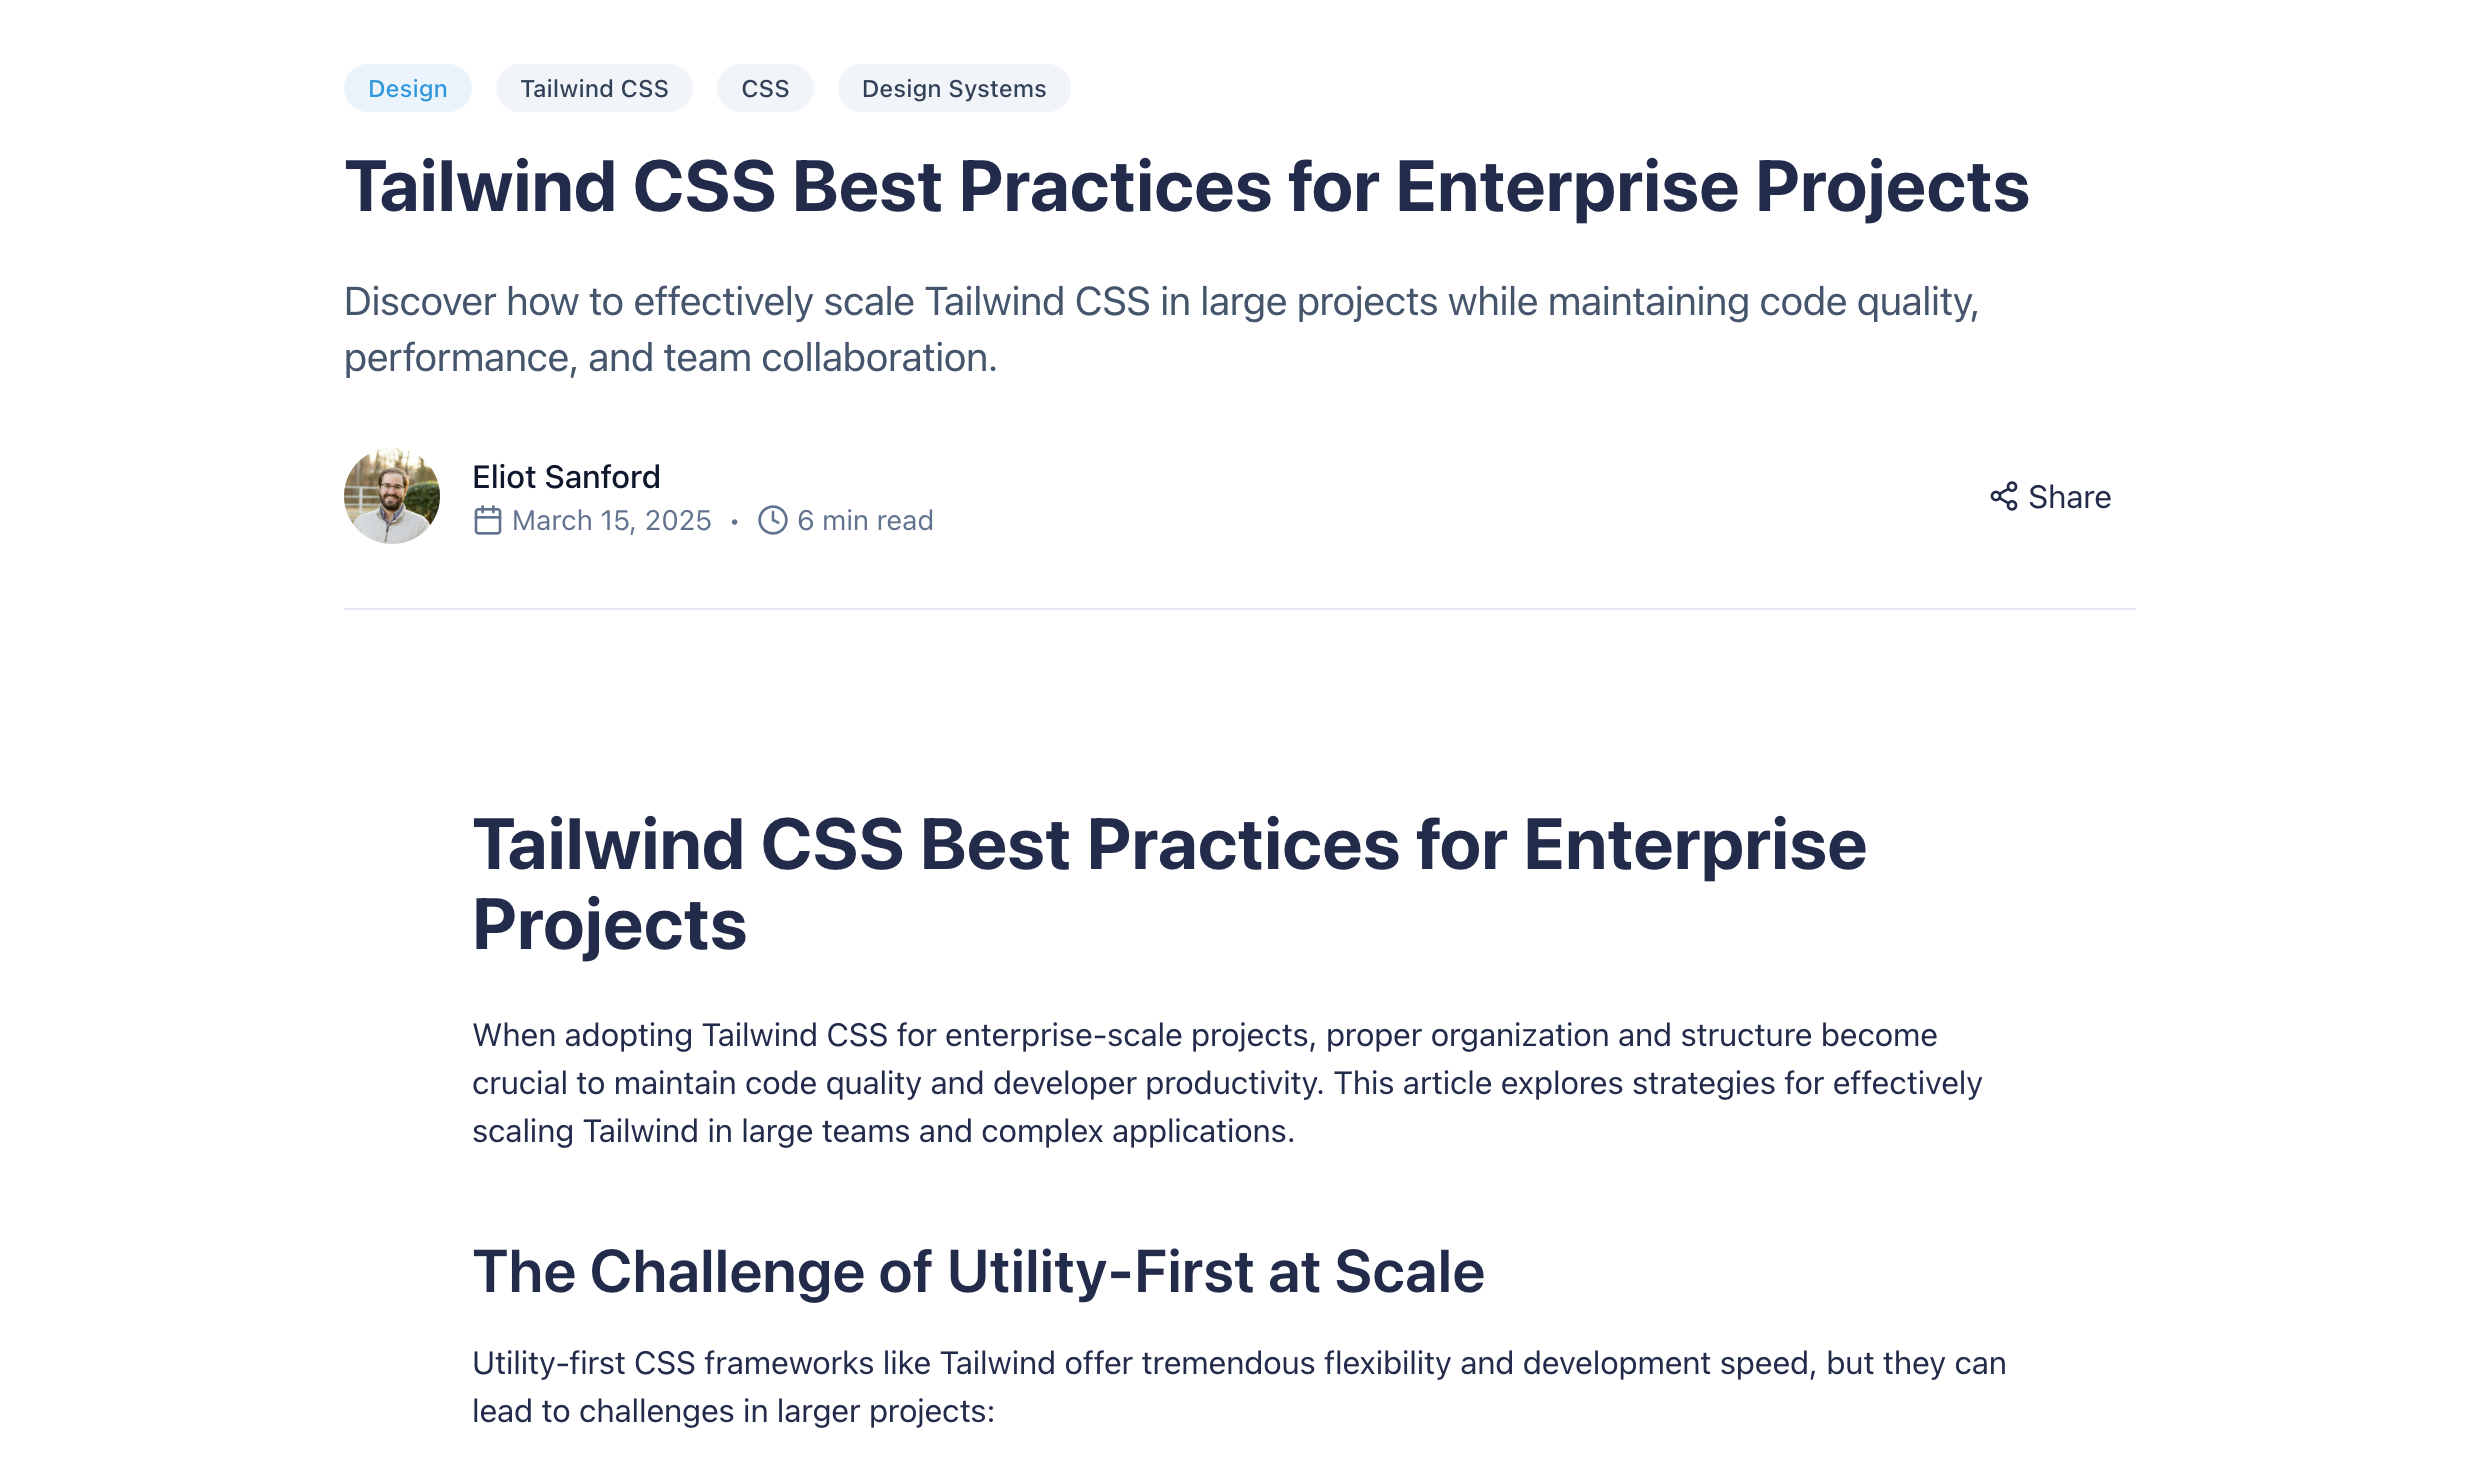 Design Tailwind CSS CSS Design Systems
Tailwind CSS Best Practices for Enterprise Projects
Discover how to effectively scale Tailwind CSS in large projects while maintaining code quality,
performance, and team collaboration.
Eliot Sanford
March 15, 2025 • 6 min read
Share
Tailwind CSS Best Practices for Enterprise
Projects
When adopting Tailwind CSS for enterprise-scale projects, proper organization and structure become
crucial to maintain code quality and developer productivity. This article explores strategies for effectively
scaling Tailwind in large teams and complex applications.
The Challenge of Utility-First at Scale
Utility-first CSS frameworks like Tailwind offer tremendous flexibility and development speed, but they can
lead to challenges in larger projects: